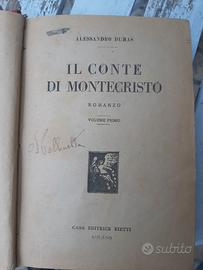 ALESSANDRO DUMAS
IL CONTE
DI MONTECRISTO
ROMANZO
VOLUME PRIMO
CASA EDITRICE BIETTI
MILANO
subito